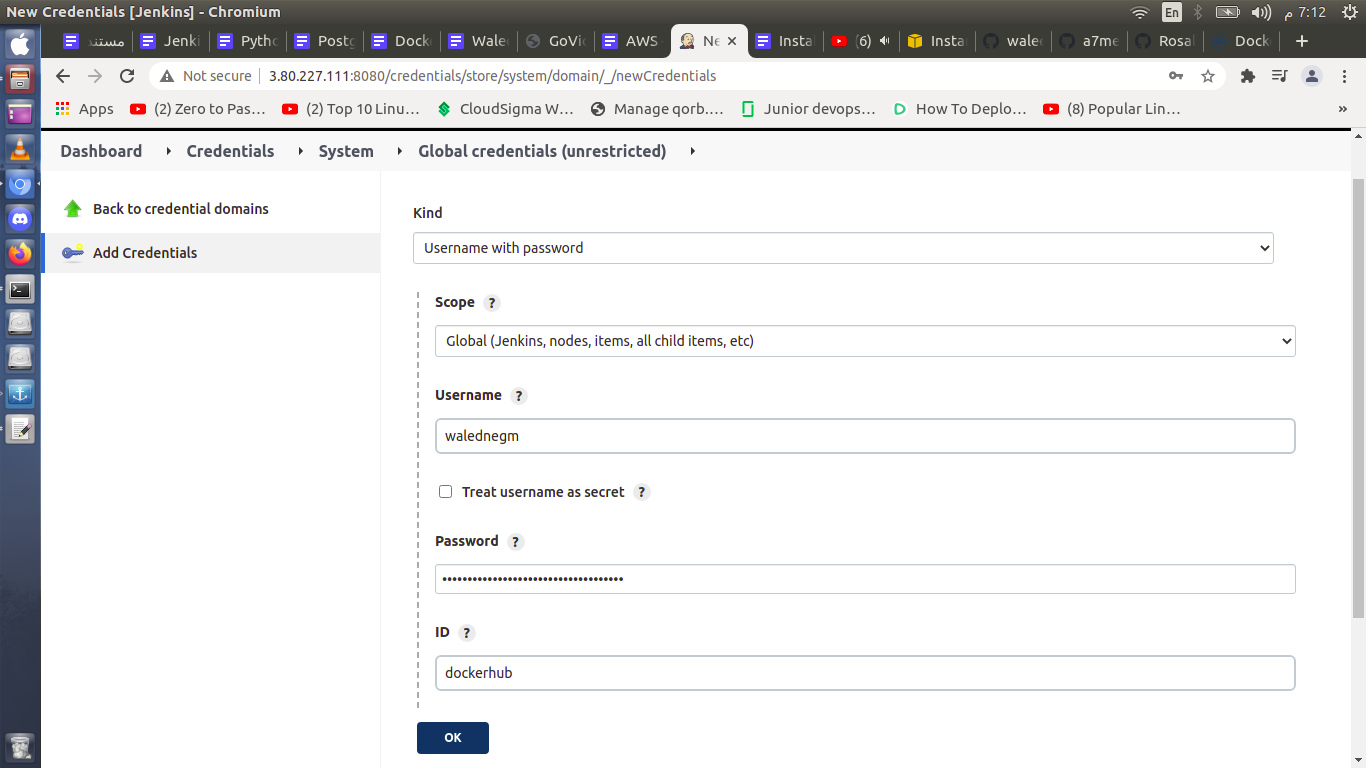 New Credentials [Jenkins] - Chromium
En
7:12 م
مستند
Jenki
Pytho
Postg
Docke
Wale
GoVi
AWS
Ne
Insta
(6)
Insta
wale
a7me
Rosal
Docke
Not secure
3.80.227.111:8080/credentials/store/system/domain/_/newCredentials
Apps
(2) Zero to Pas...
(2) Top 10 Linu...
CloudSigma W...
Manage qorb....
Junior devops...
How To Deplo...
(8) Popular Lin...
»
Dashboard
Credentials
System
Global credentials (unrestricted)
Back to credential domains
Add Credentials
Kind
Username with password
Scope ?
Global (Jenkins, nodes, items, all child items, etc)
Username ?
walednegm
Treat username as secret ?
Password ?
••••••••••••••••••••••••••••••••••••
ID ?
dockerhub
OK